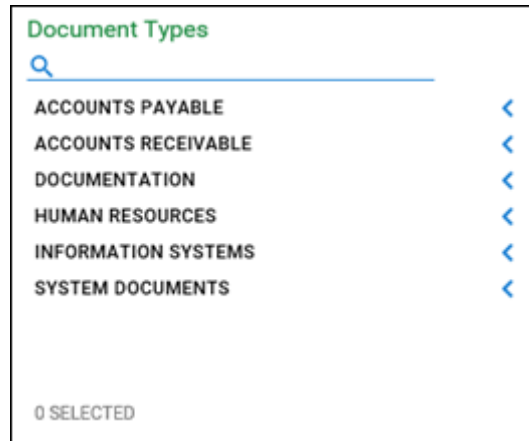 Document Types
ACCOUNTS PAYABLE
ACCOUNTS RECEIVABLE
DOCUMENTATION
HUMAN RESOURCES
INFORMATION SYSTEMS
SYSTEM DOCUMENTS
0 SELECTED